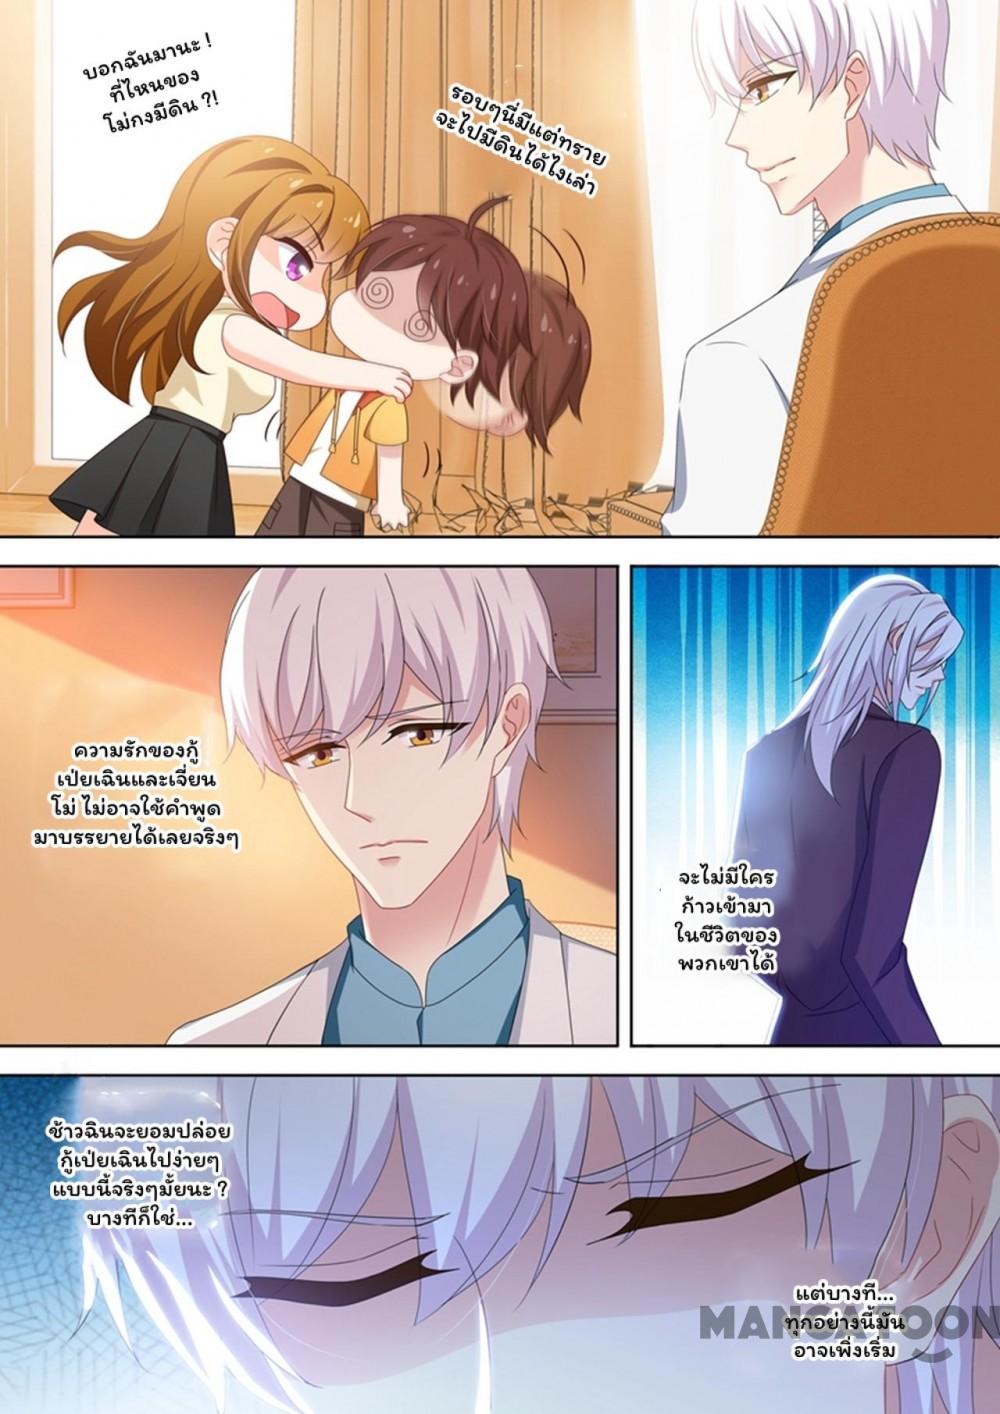 บอกฉันมานะ !
ที่ไหนของ
โม่กงมีดิน ?!
รอบๆนี่มีแต่ทราย
จะไปมีดินได้ไงเล่า
ความรักของกู้
เป่ยเฉินและเจี่ยน
โม่ ไม่อาจใช้คำพูด
มาบรรยายได้เลยจริงๆ
จะไม่มีใคร
ก้าวเข้ามา
ในชีวิตของ
พวกเขาได้
ช้าวฉินจะยอมปล่อย
กู้เป่ยเฉินไปง่ายๆ
แบบนี้จริงๆมั้ยนะ ?
บางทีก็ใช่...
แต่บางที...
ทุกอย่างนี้มัน
อาจเพิ่งเริ่ม
MANGATOON